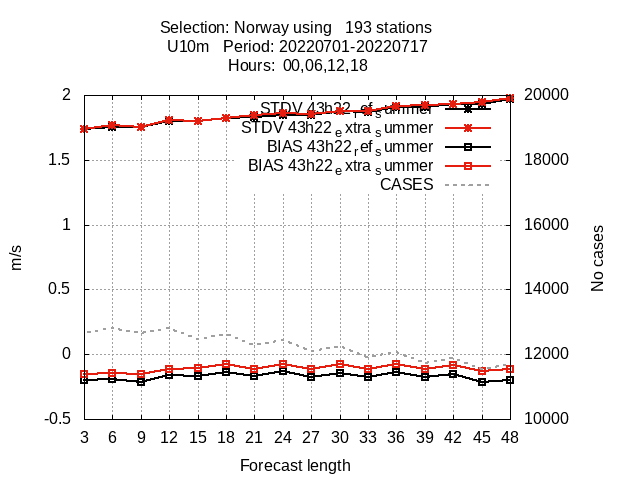 Selection: Norway using   193 stations
U10m   Period: 20220701-20220717
Hours:  00,06,12,18
2 20000
STDV 43h22_ref_summer
STDV 43h22_extra_summer
BIAS 43h22_ref_summer
1.5 18000
BIAS 43h22_extra_summer
CASES
1 16000
m/s No cases
0.5 14000
0 12000
-0.5 10000
3 6 9 12 15 18 21 24 27 30 33 36 39 42 45 48
Forecast length